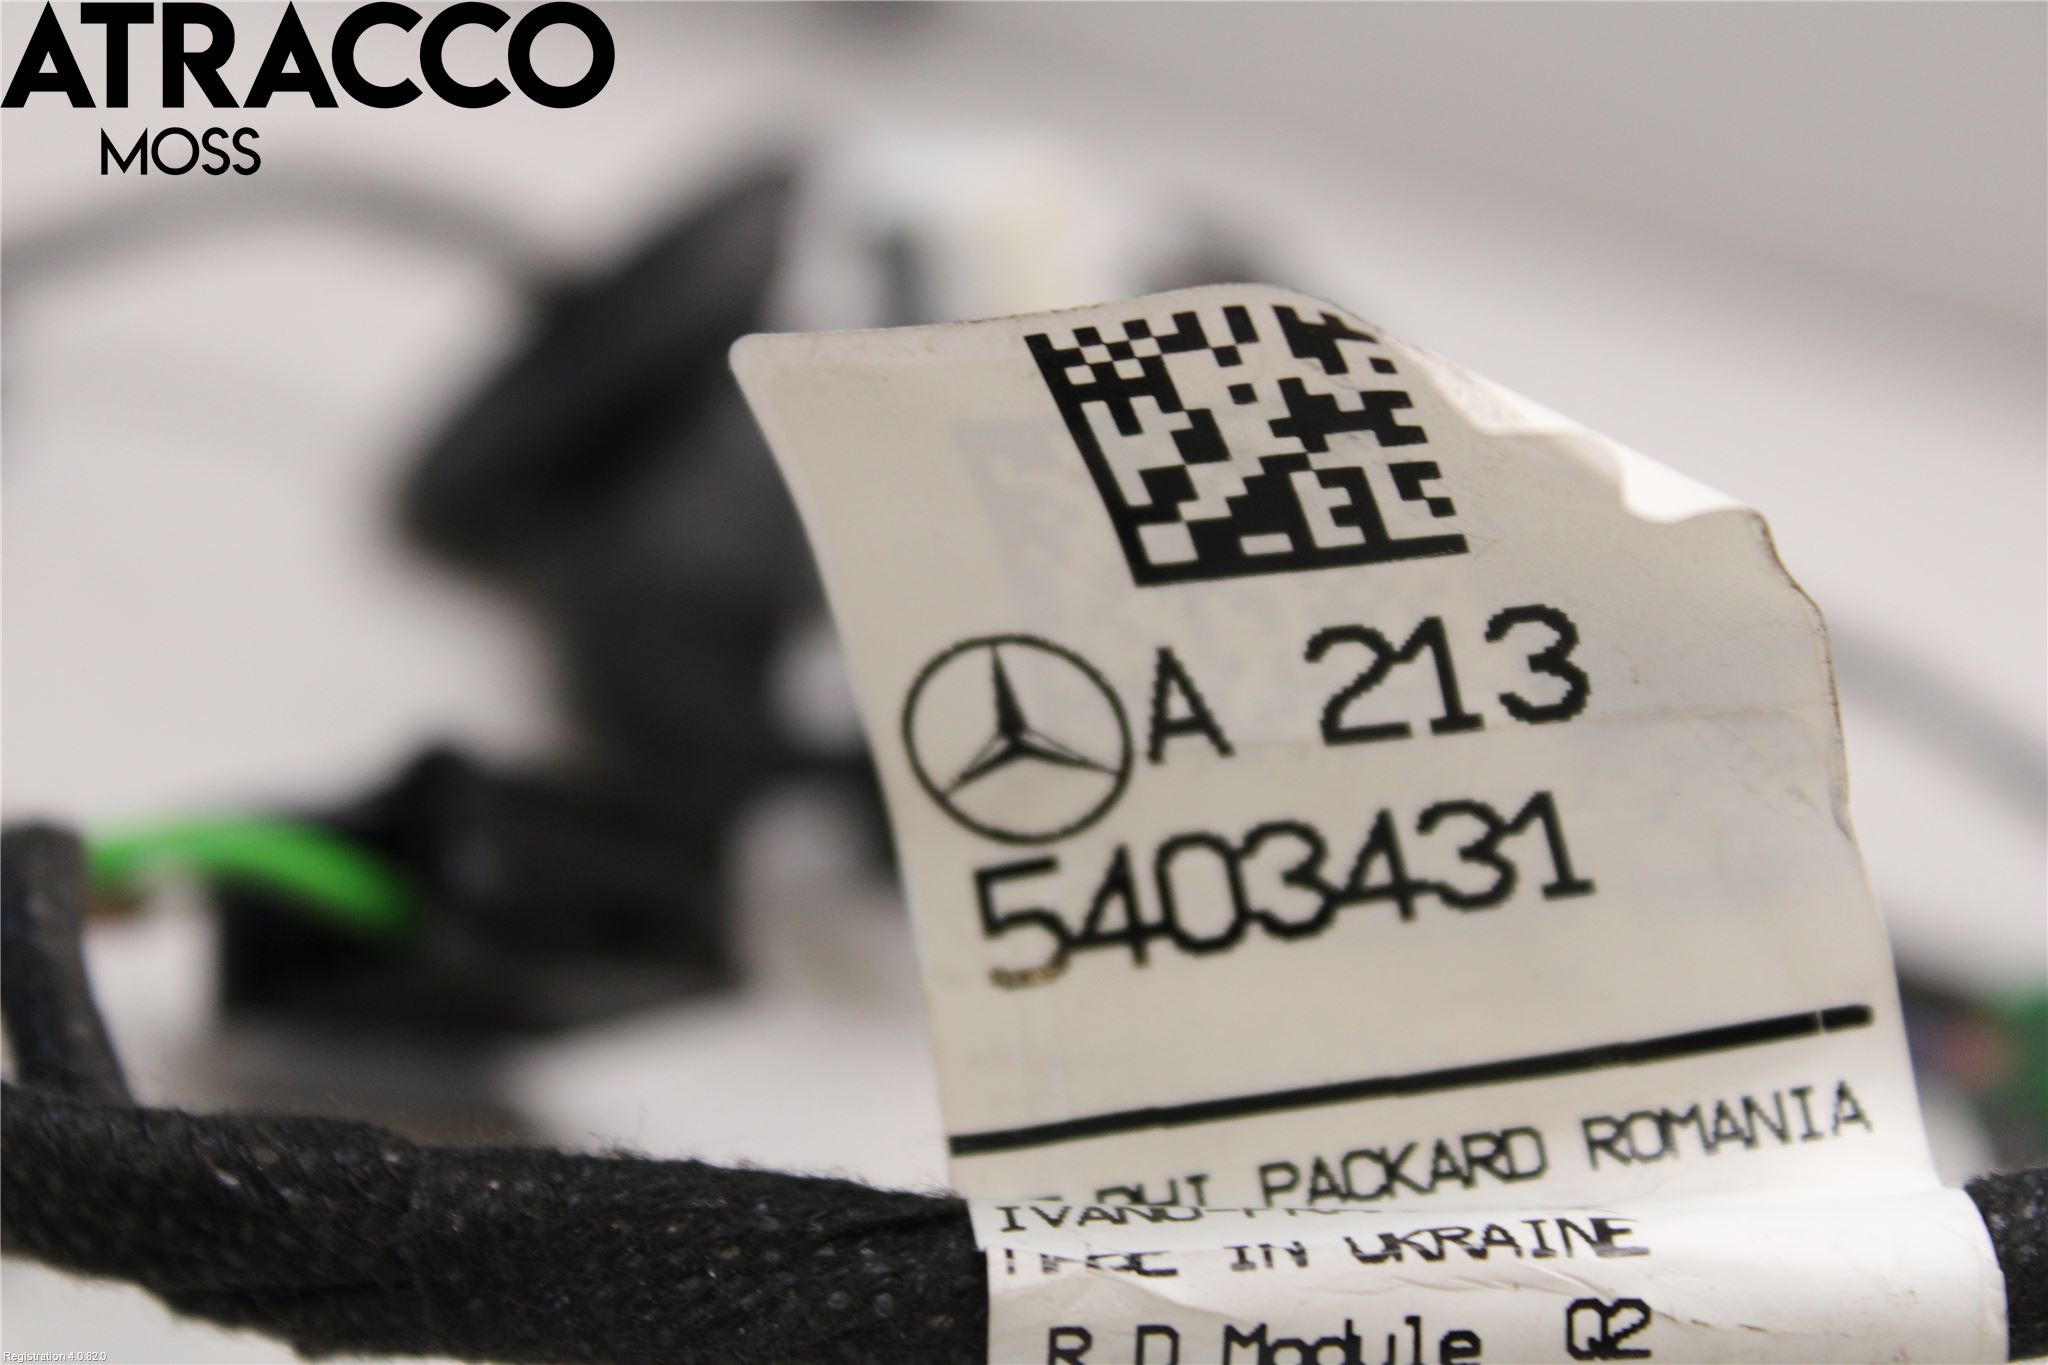 ATRACCO
MOSS
A 213
5403431
PACKARD ROMANIA
IN UKRAINE
R D Module Q2
Registration 4.0.82.0